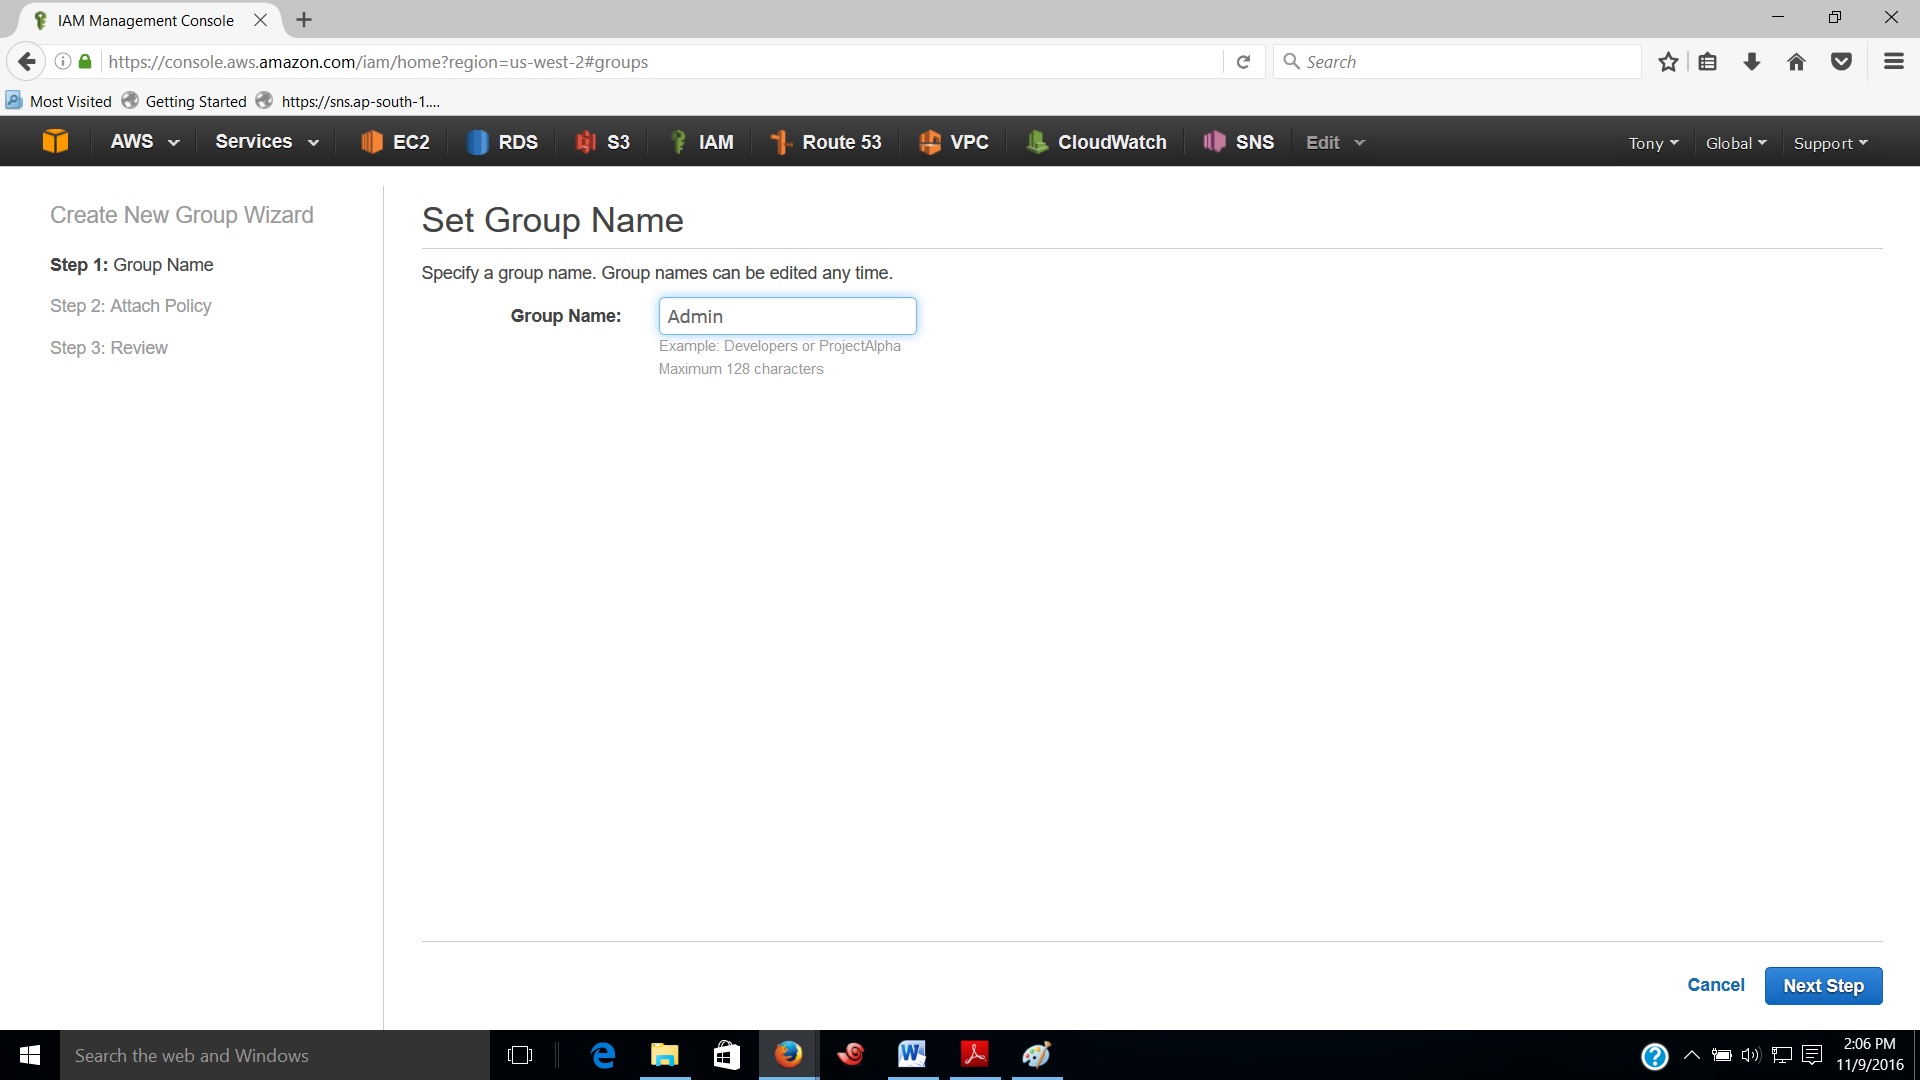 IAM Management Console
https://console.aws.amazon.com/iam/home?region=us-west-2#groups
Search
Most Visited
Getting Started
https://sns.ap-south-1....
AWS
Services
EC2
RDS
S3
IAM
Route 53
VPC
CloudWatch
SNS
Edit
Tony
Global
Support
Create New Group Wizard
Step 1: Group Name
Step 2: Attach Policy
Step 3: Review
Set Group Name
Specify a group name. Group names can be edited any time.
Group Name:
Admin
Example: Developers or ProjectAlpha
Maximum 128 characters
Cancel
Next Step
Search the web and Windows
2:06 PM
11/9/2016